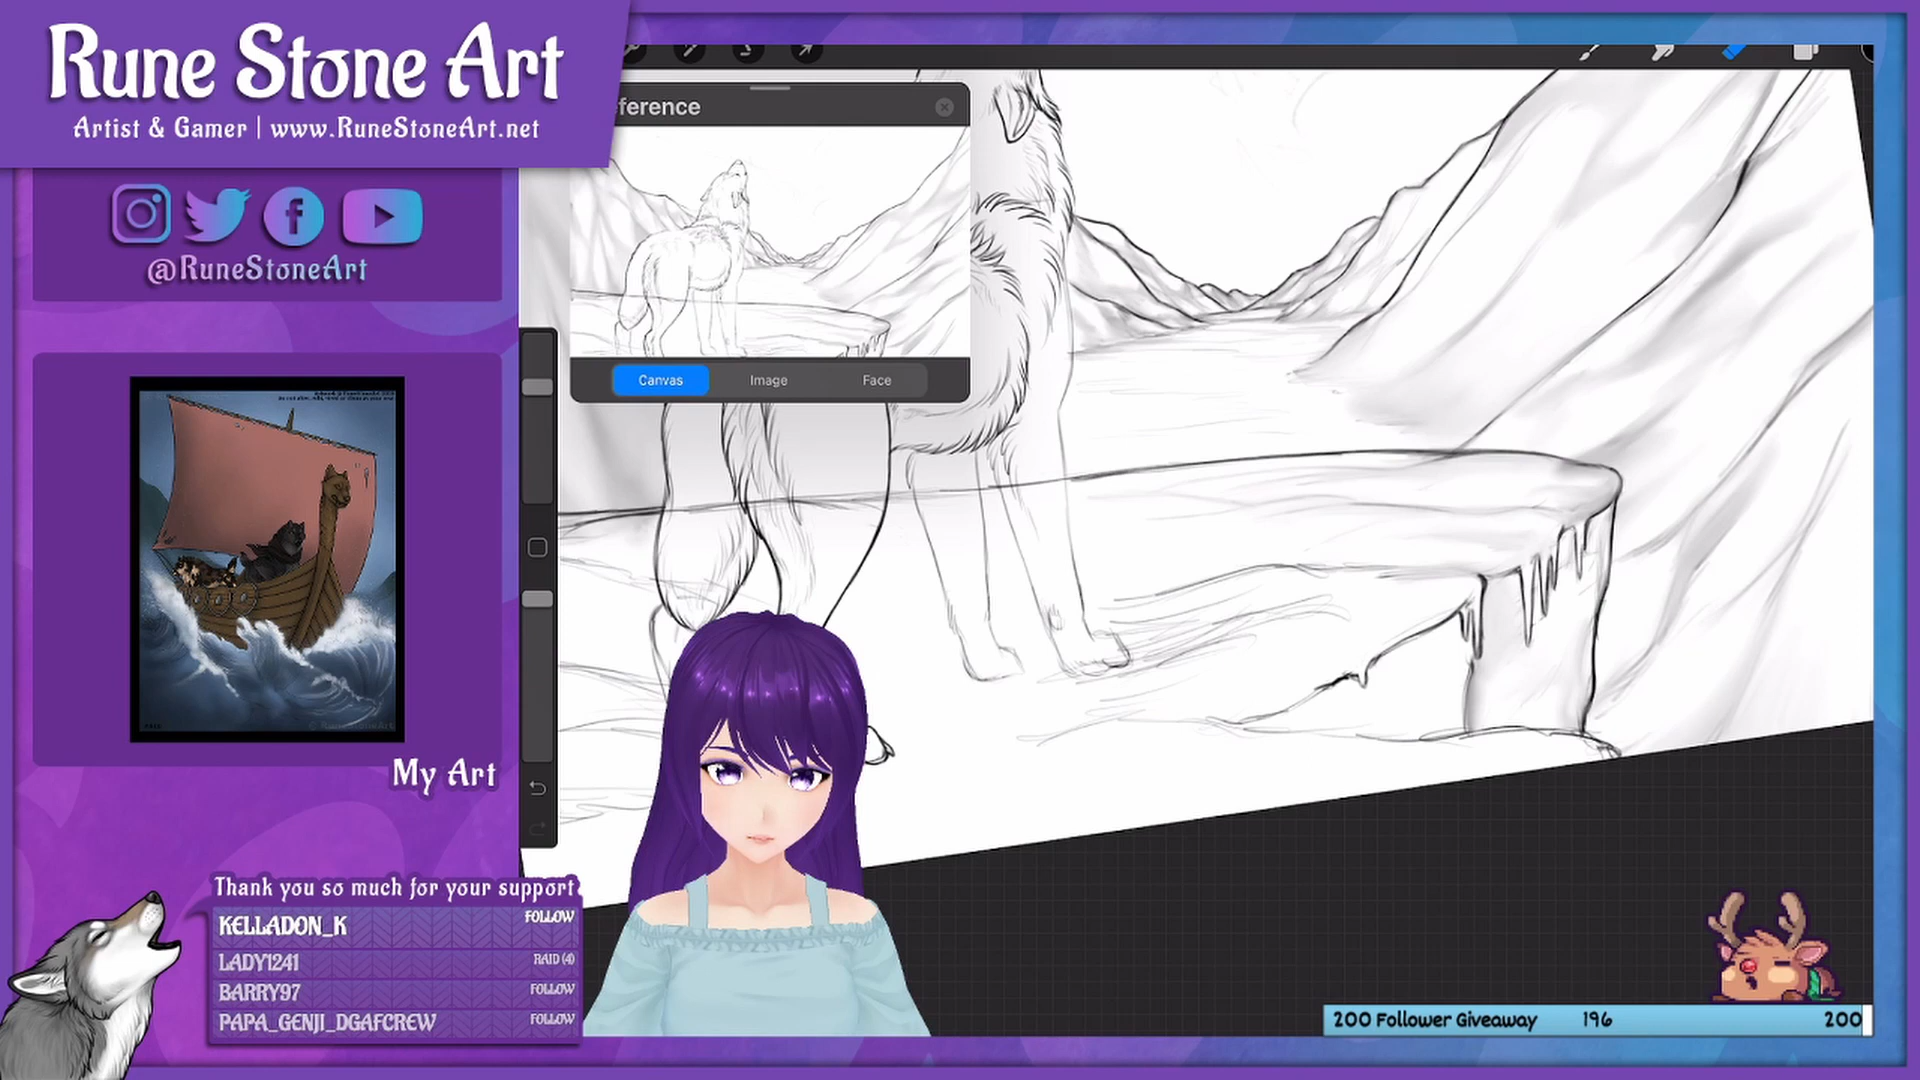 Rune Stone Art
Artist & Gamer | www.RuneStoneArt.net
@RuneStoneArt
ference
Canvas
Image
Face
My Art
Thank you so much for your support
KELLADON_K FOLLOW
LADY1241 RAID (4)
BARRY97 FOLLOW
PAPA_GENJI_DGAFCREW FOLLOW
200 Follower Giveaway 196 200